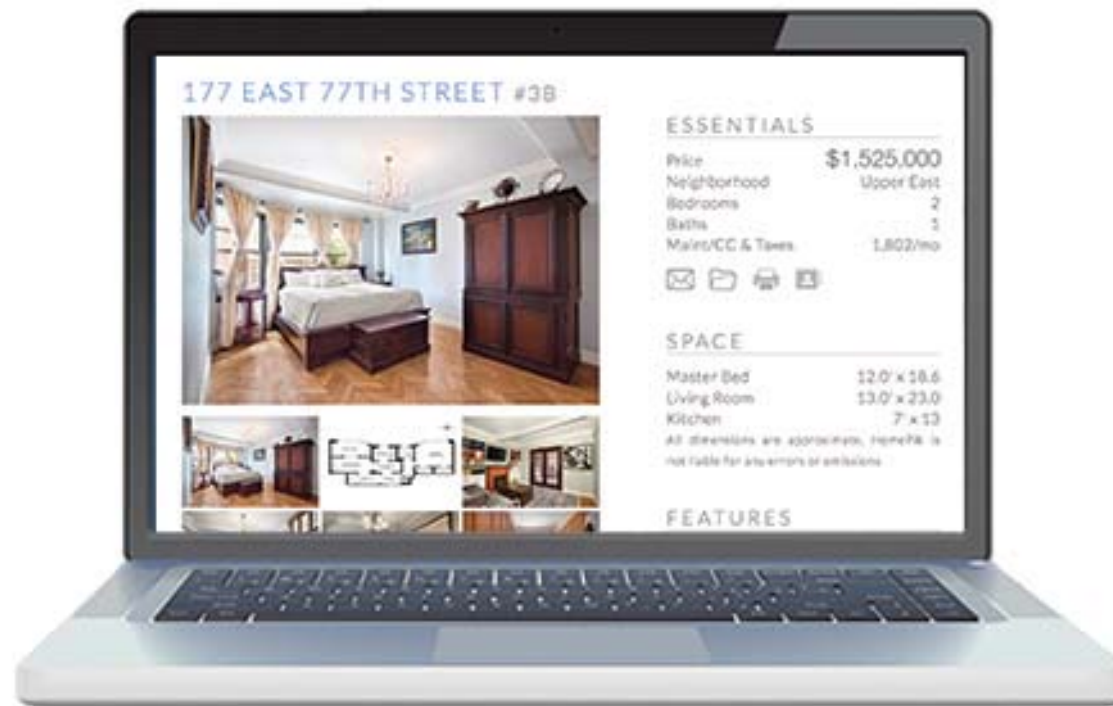 177 EAST 77TH STREET #3B
ESSENTIALS
Price $1,525,000
Neighborhood Upper East
Bedrooms 2
Baths 1
Maint/CC & Taxes 1,802/mo
SPACE
Master Bed 12.0' x 18.6
Living Room 13.0' x 23.0
Kitchen 7' x 13
All dimensions are approximate, HomePik is
not liable for any errors or omissions
FEATURES